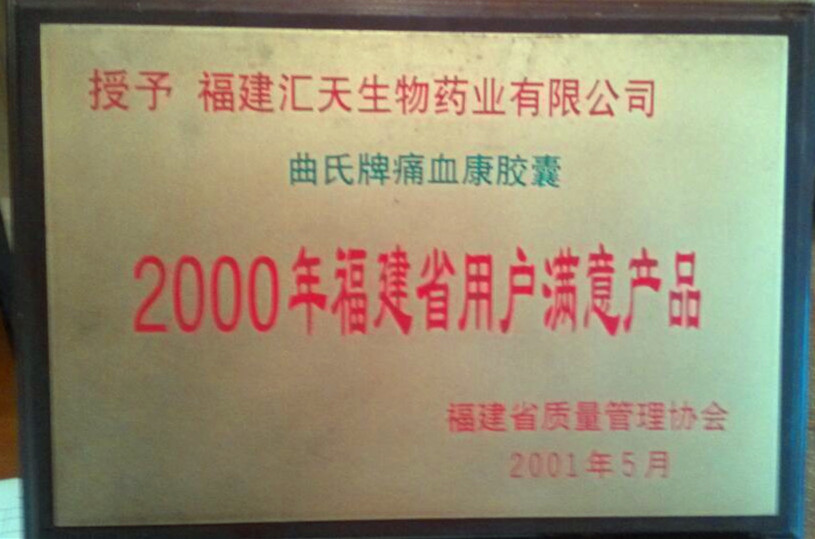 授予 福建汇天生物药业有限公司
曲氏牌痛血康胶囊
2000年福建省用户满意产品
福建省质量管理协会
2001年5月